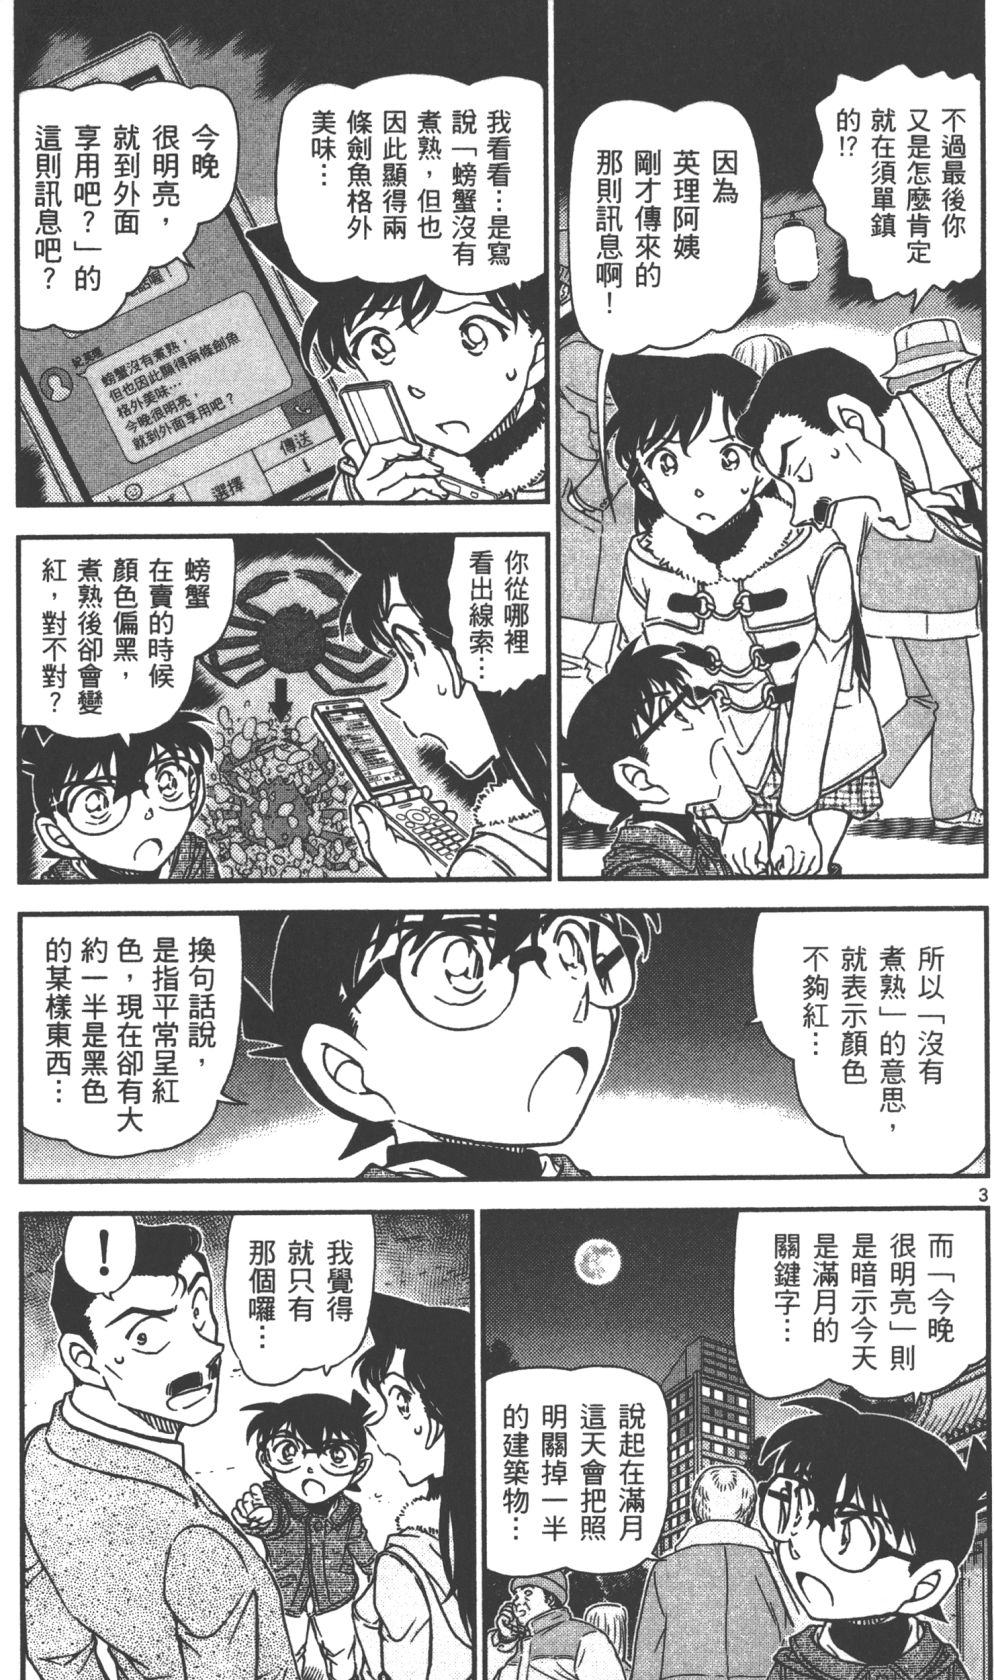 不過最後你
又是怎麼肯定
就在須單鎮
的!?
因為
英理阿姨
剛才傳來的
那則訊息啊!
我看看…是寫
說「螃蟹沒有
煮熟,但也
因此顯得兩
條劍魚格外
美味…
今晚
很明亮,
就到外面
享用吧?」的
這則訊息吧?
妃英理
螃蟹沒有煮熟,
但也因此顯得兩條劍魚
格外美味…
今晚很明亮,
就到外面享用吧?
選擇
傳送
你從哪裡
看出線索…
螃蟹
在賣的時候
顏色偏黑,
煮熟後卻會變
紅,對不對?
所以「沒有
煮熟」的意思,
就表示顏色
不夠紅…
換句話說,
是指平常呈紅
色,現在卻有大
約一半是黑色
的某樣東西…
3
而「今晚
很明亮」則
是暗示今天
是滿月的
關鍵字…
說起在滿月
這天會把照
明關掉一半
的建築物…
我覺得
就只有
那個囉…
!